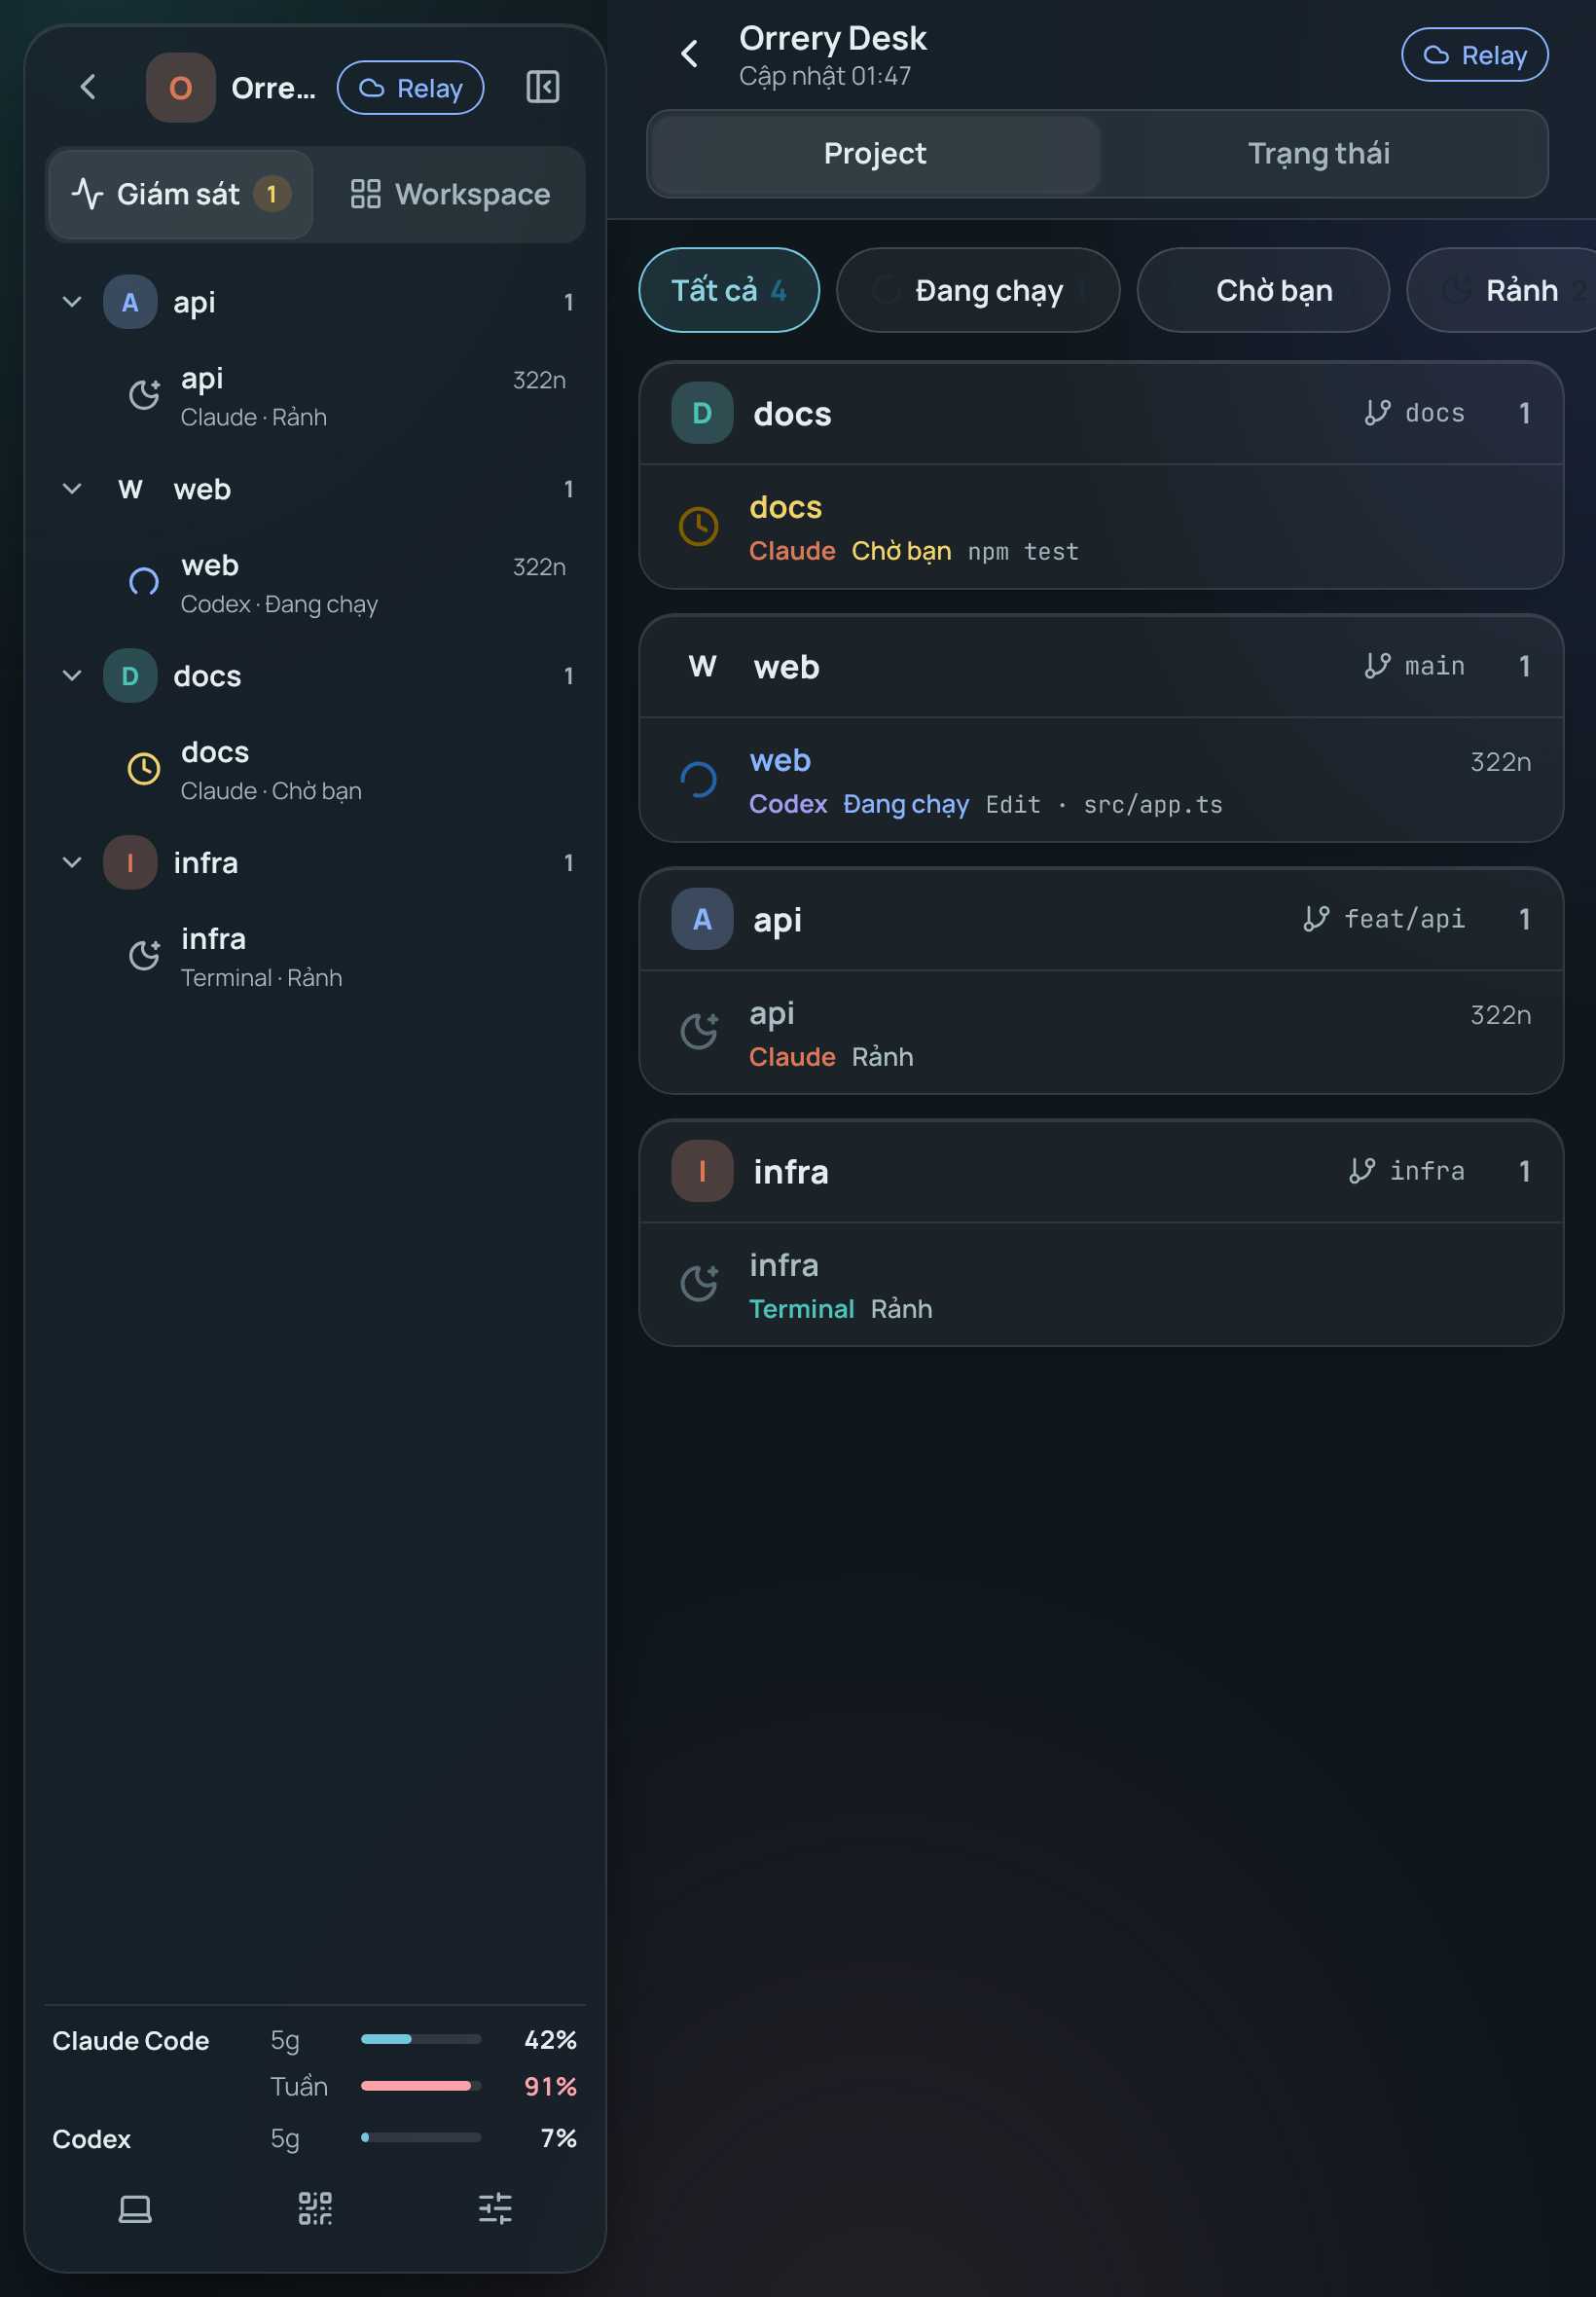 O Orre... Relay
Giám sát 1 Workspace
A api 1
api 322n
Claude · Rảnh
W web 1
web 322n
Codex · Đang chạy
D docs 1
docs
Claude · Chờ bạn
I infra 1
infra
Terminal · Rảnh
Claude Code 5g 42%
Tuần 91%
Codex 5g 7%
Orrery Desk
Cập nhật 01:47
Relay
Project Trạng thái
Tất cả 4 Đang chạy 1 Chờ bạn Rảnh 2
D docs docs 1
docs
Claude Chờ bạn npm test
W web main 1
web 322n
Codex Đang chạy Edit · src/app.ts
A api feat/api 1
api 322n
Claude Rảnh
I infra infra 1
infra
Terminal Rảnh